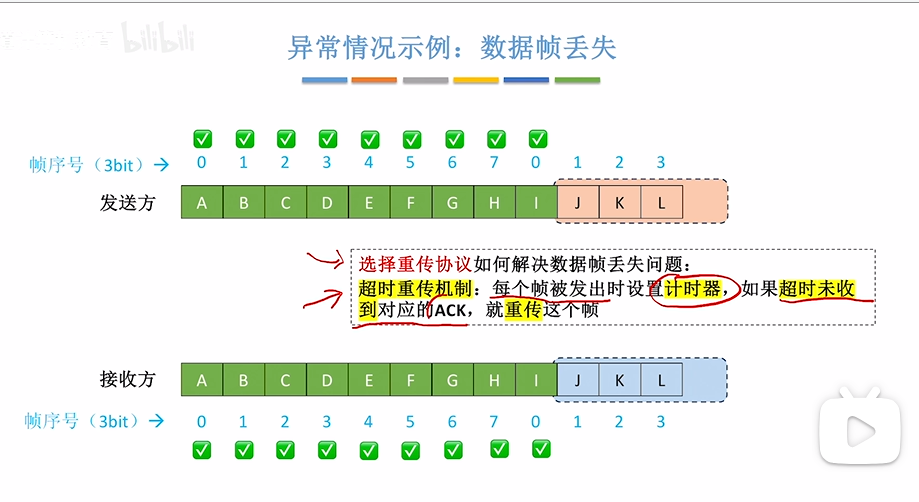 bilibili
异常情况示例：数据帧丢失
帧序号（3bit）→ 0 1 2 3 4 5 6 7 0 1 2 3
发送方 A B C D E F G H I J K L
选择重传协议如何解决数据帧丢失问题：
超时重传机制：每个帧被发出时设置计时器，如果超时未收
到对应的ACK，就重传这个帧
接收方 A B C D E F G H I J K L
帧序号（3bit）→ 0 1 2 3 4 5 6 7 0 1 2 3